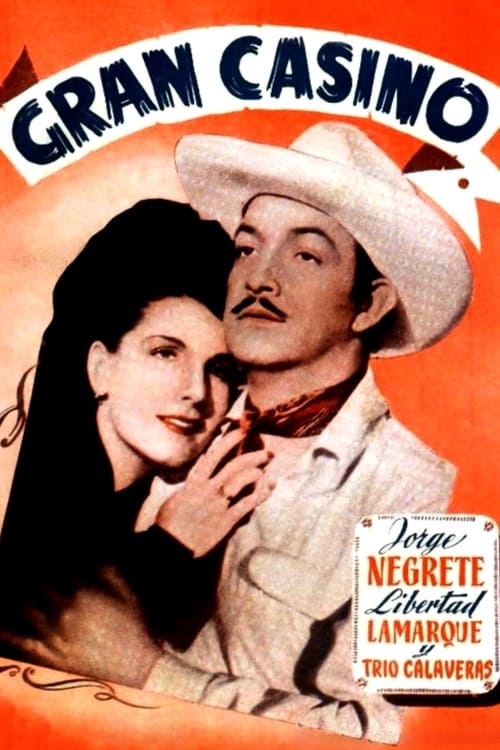 GRAN CASINO
Jorge
NEGRETE
Libertad
LAMARQUE
y
TRIO CALAVERAS